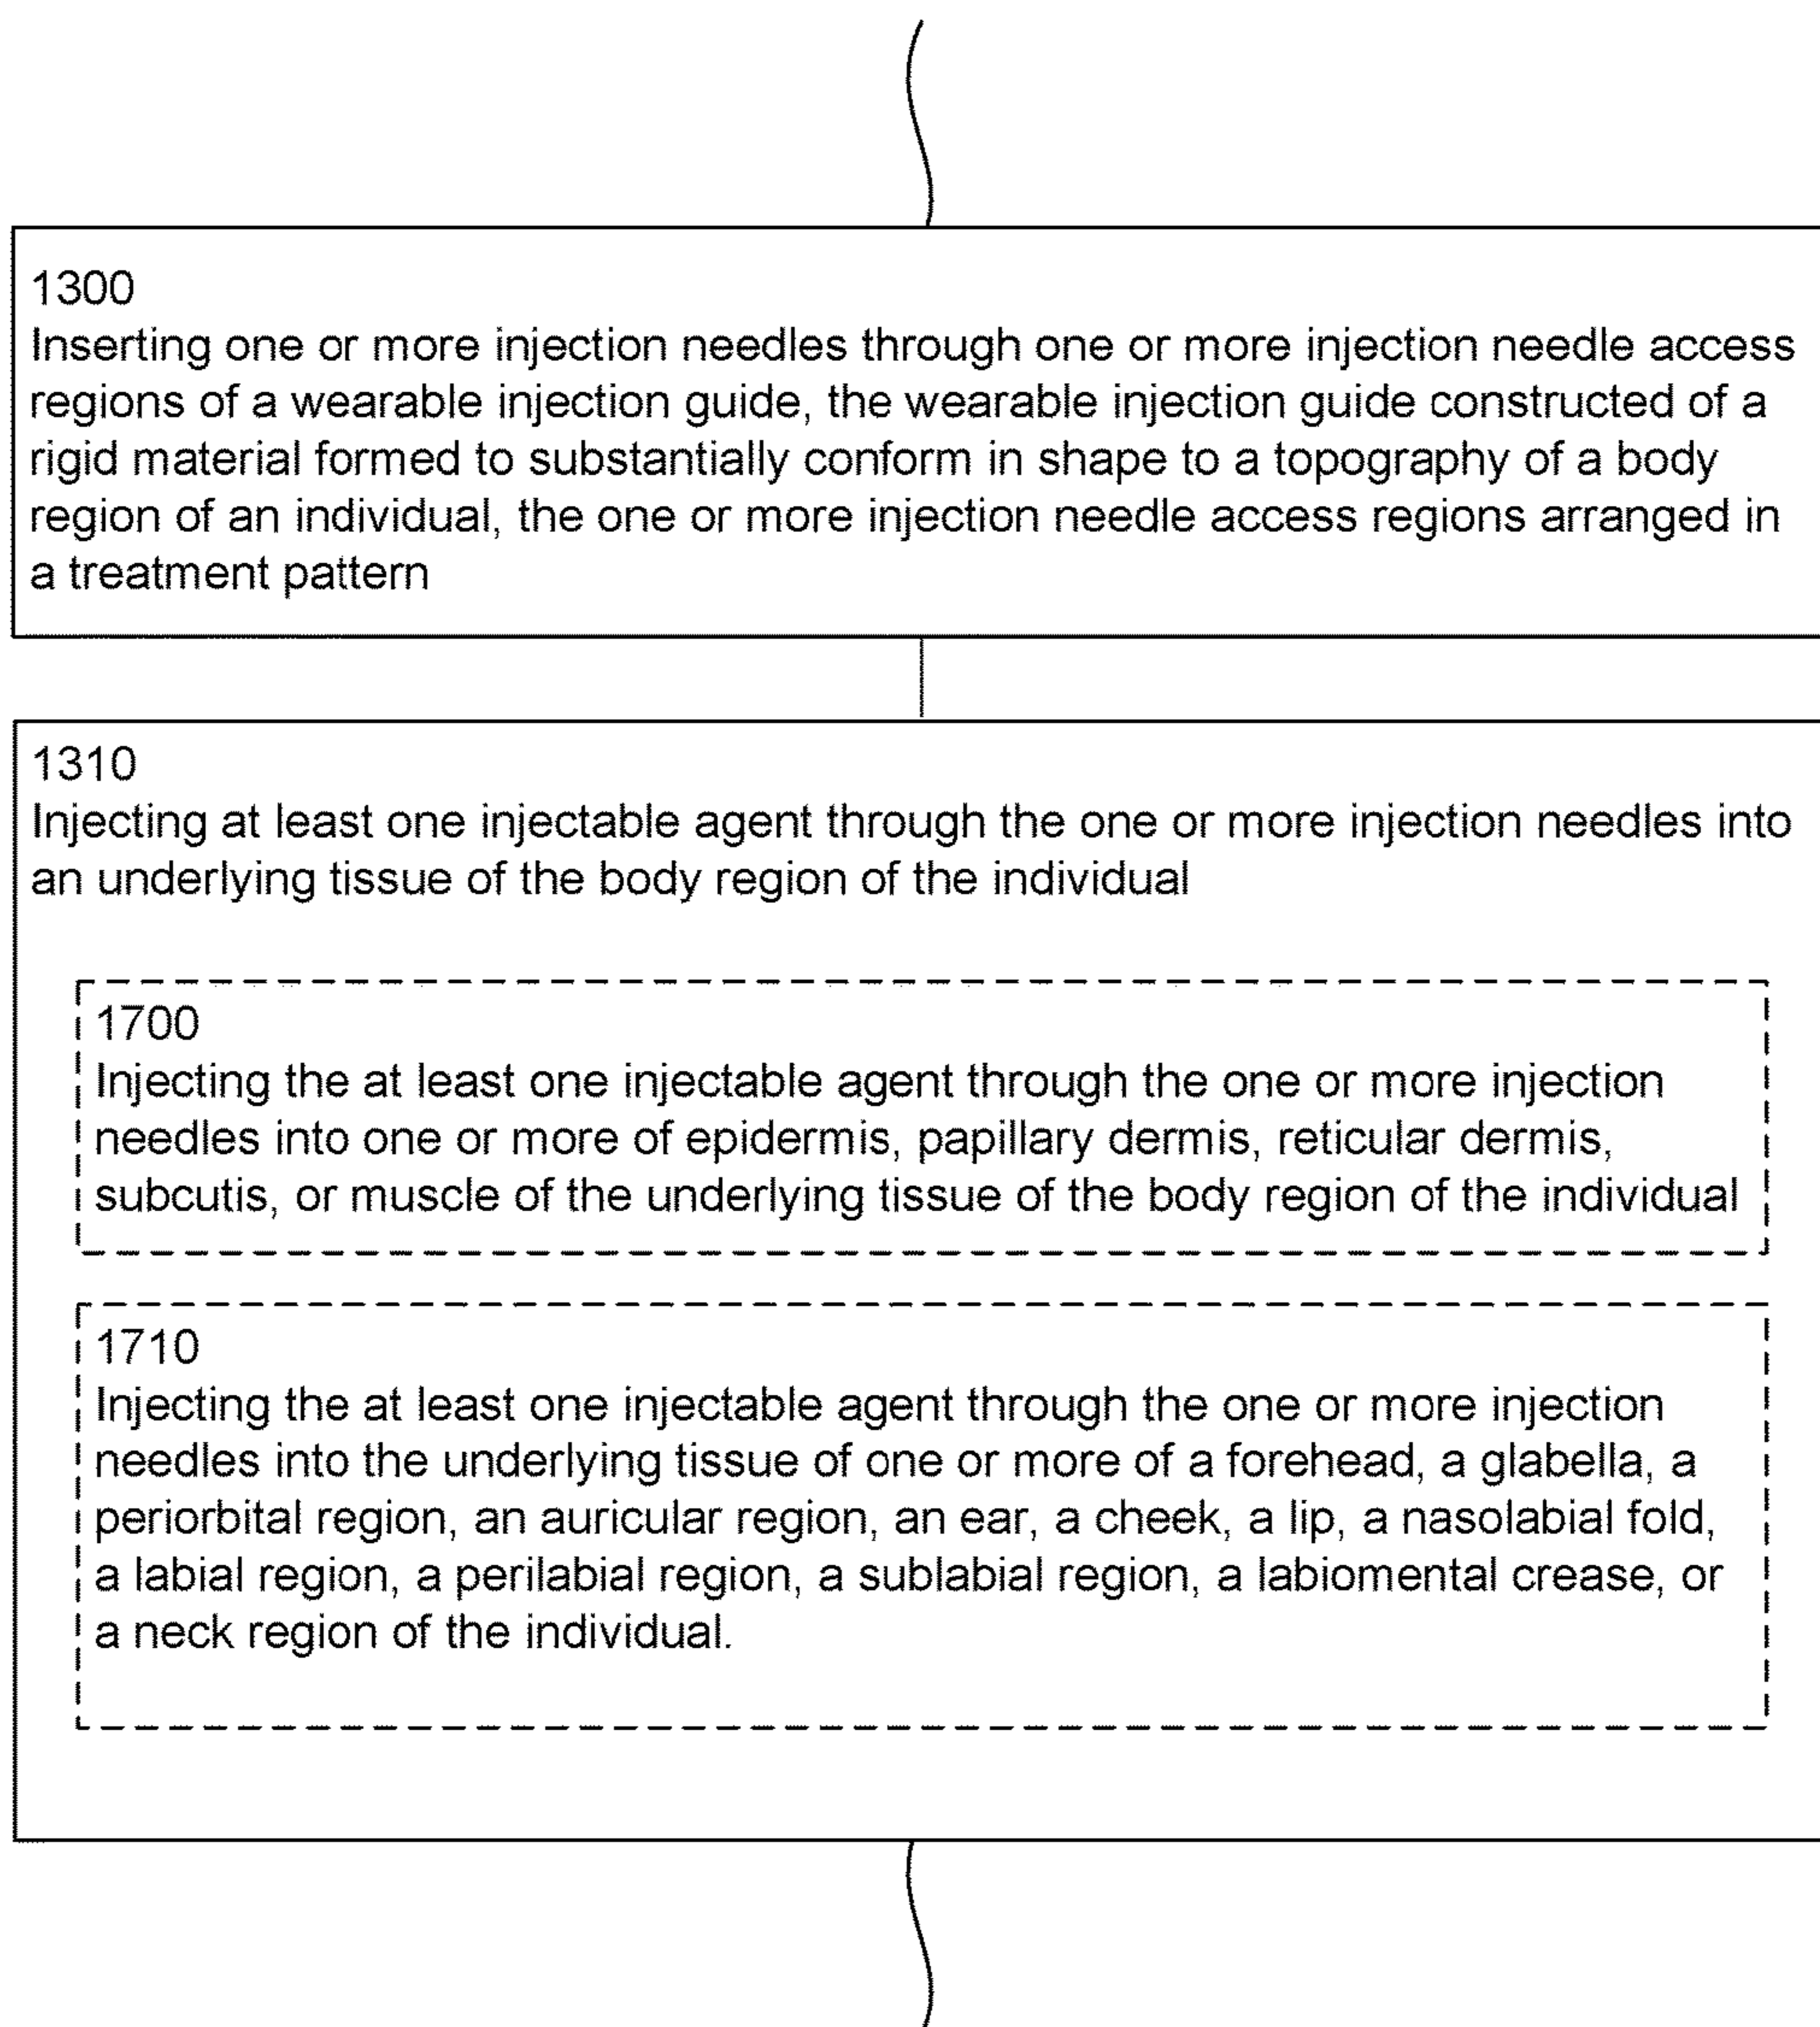 1300
Inserting one or more injection needles through one or more injection needle access
regions of a wearable injection guide, the wearable injection guide constructed of a
rigid material formed to substantially conform in shape to a topography of a body
region of an individual, the one or more injection needle access regions arranged in
a treatment pattern
1310
Injecting at least one injectable agent through the one or more injection needles into
an underlying tissue of the body region of the individual
1700
Injecting the at least one injectable agent through the one or more injection
needles into one or more of epidermis, papillary dermis, reticular dermis,
subcutis, or muscle of the underlying tissue of the body region of the individual
1710
Injecting the at least one injectable agent through the one or more injection
needles into the underlying tissue of one or more of a forehead, a glabella, a
periorbital region, an auricular region, an ear, a cheek, a lip, a nasolabial fold,
a labial region, a perilabial region, a sublabial region, a labiomental crease, or
a neck region of the individual.